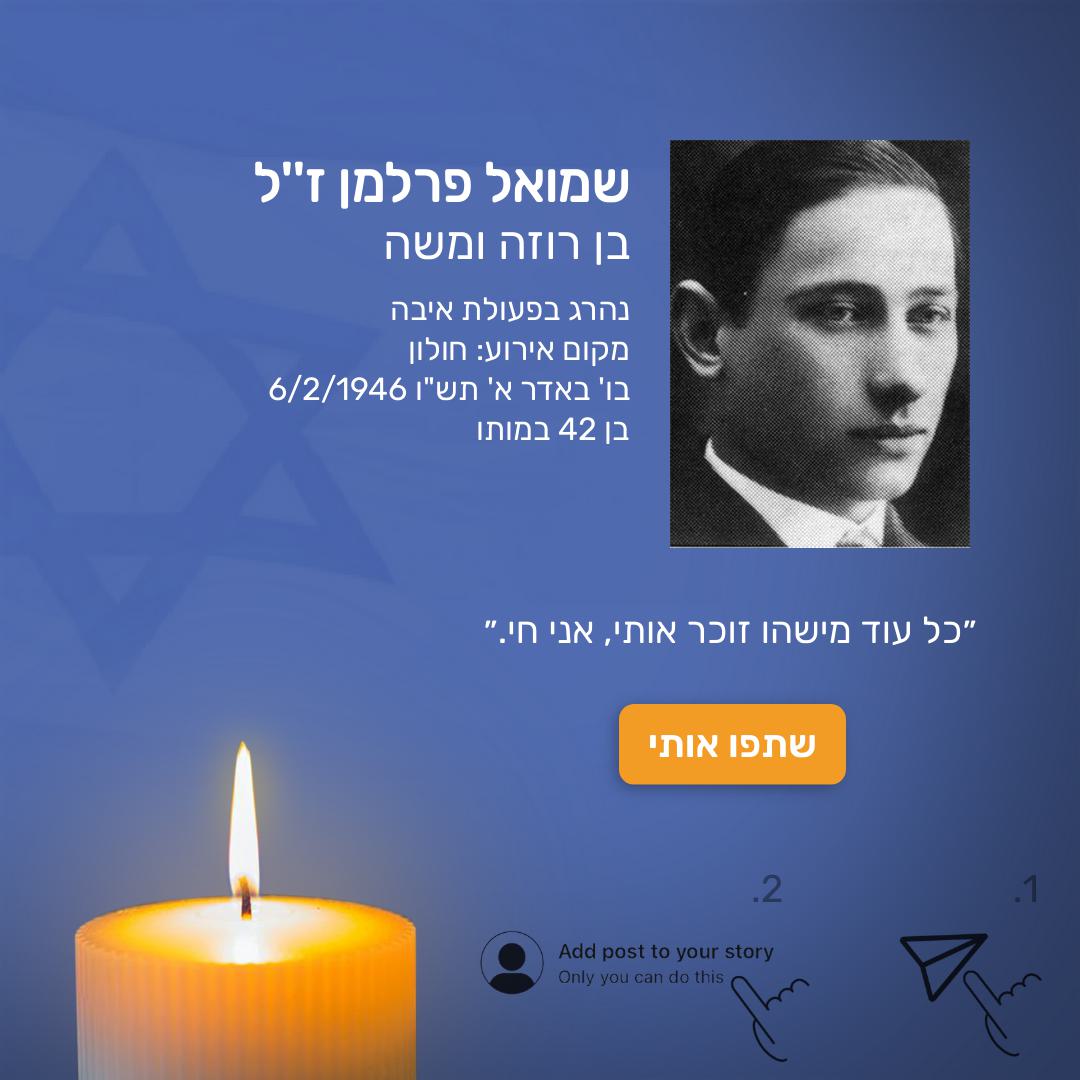 שמואל פרלמן ז"ל
בן רוזה ומשה
נהרג בפעולת איבה
מקום אירוע: חולון
בו' באדר א' תש"ו 6/2/1946
בן 42 במותו
״כל עוד מישהו זוכר אותי, אני חי.״
שתפו אותי
.1
.2
Add post to your story
Only you can do this